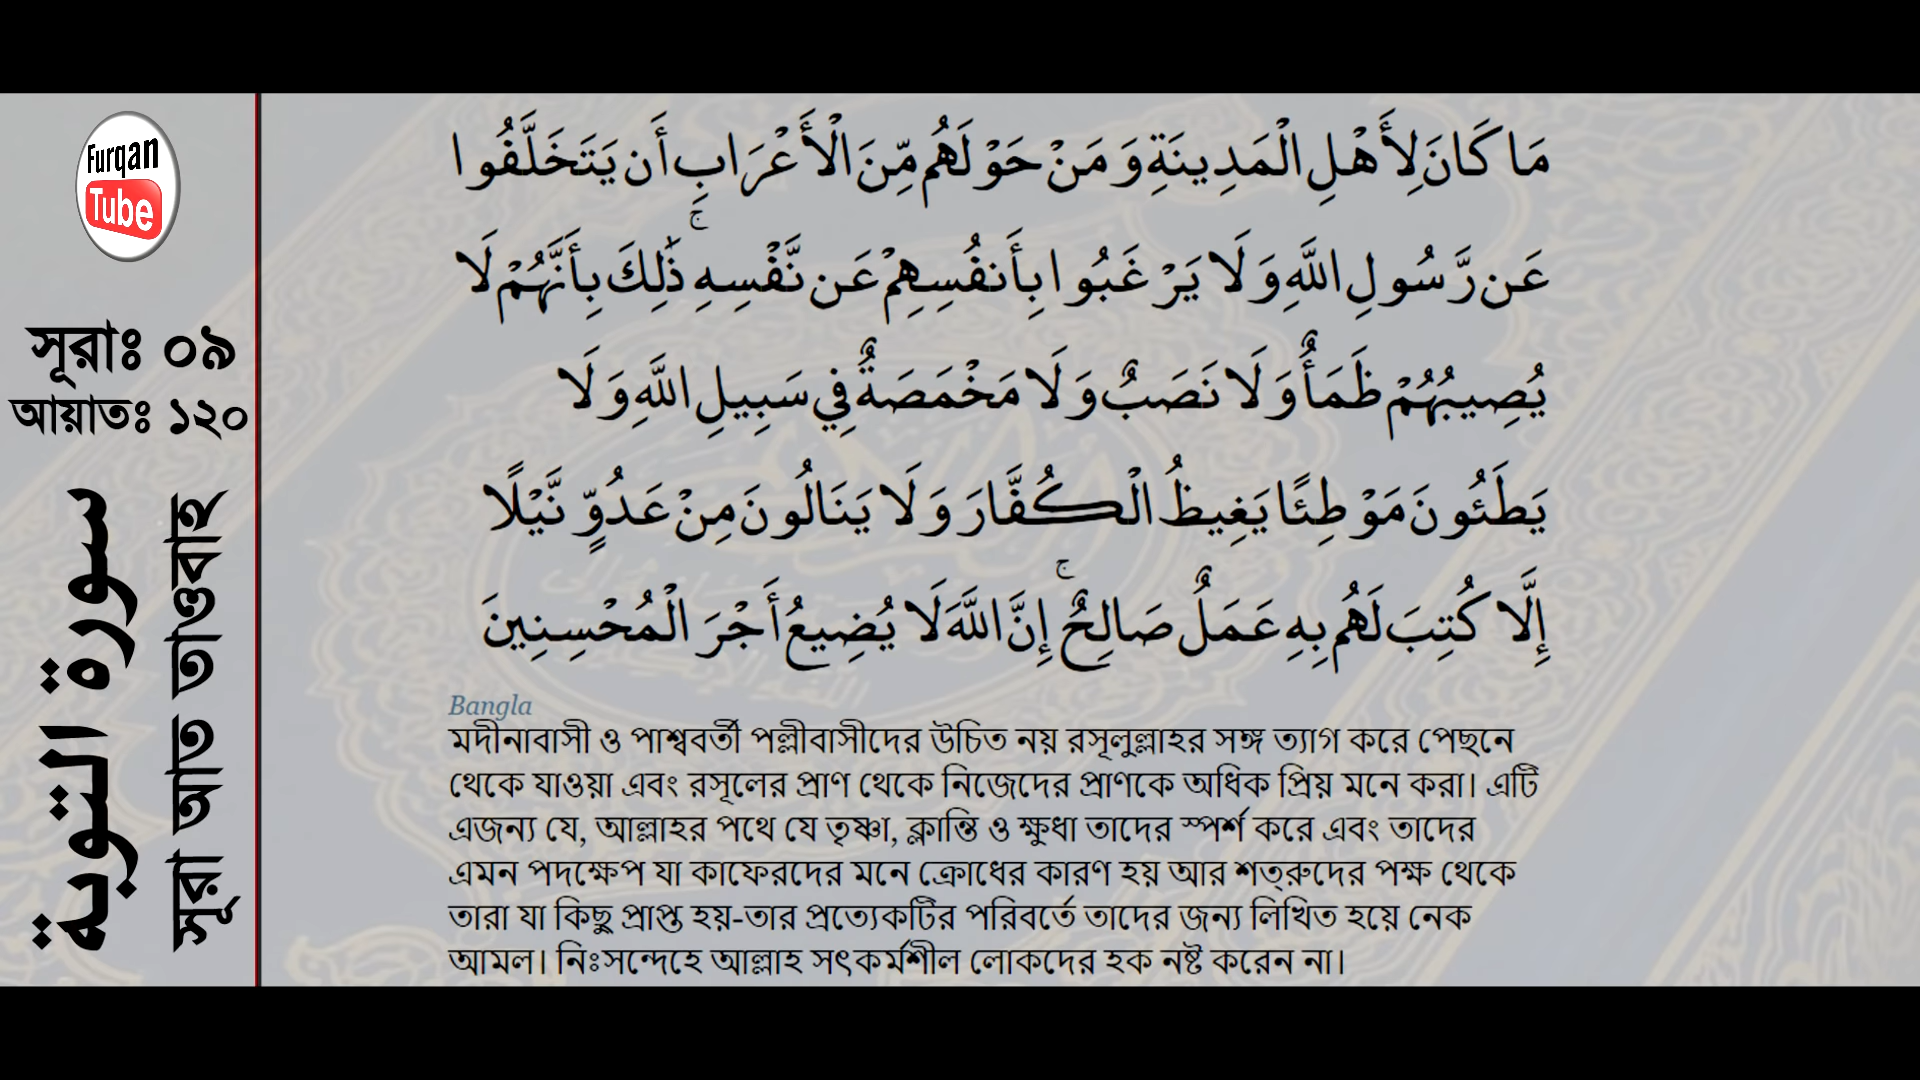 Furqan
Tube
সূরাঃ ০৯
আয়াতঃ ১২০
سورة التوبة
সূরা আত তাওবাহ
مَا كَانَ لِأَهْلِ الْمَدِينَةِ وَمَنْ حَوْلَهُم مِّنَ الْأَعْرَابِ أَن يَتَخَلَّفُوا
عَن رَّسُولِ اللَّهِ وَلَا يَرْغَبُوا بِأَنفُسِهِمْ عَن نَّفْسِهِ ۚ ذَٰلِكَ بِأَنَّهُمْ لَا
يُصِيبُهُمْ ظَمَأٌ وَلَا نَصَبٌ وَلَا مَخْمَصَةٌ فِي سَبِيلِ اللَّهِ وَلَا
يَطَئُونَ مَوْطِئًا يَغِيظُ الْكُفَّارَ وَلَا يَنَالُونَ مِنْ عَدُوٍّ نَّيْلًا
إِلَّا كُتِبَ لَهُم بِهِ عَمَلٌ صَالِحٌ ۚ إِنَّ اللَّهَ لَا يُضِيعُ أَجْرَ الْمُحْسِنِينَ
Bangla
মদীনাবাসী ও পাশ্ববর্তী পল্লীবাসীদের উচিত নয় রসূলুল্লাহর সঙ্গ ত্যাগ করে পেছনে
থেকে যাওয়া এবং রসূলের প্রাণ থেকে নিজেদের প্রাণকে অধিক প্রিয় মনে করা। এটি
এজন্য যে, আল্লাহর পথে যে তৃষ্ণা, ক্লান্তি ও ক্ষুধা তাদের স্পর্শ করে এবং তাদের
এমন পদক্ষেপ যা কাফেরদের মনে ক্রোধের কারণ হয় আর শত্রুদের পক্ষ থেকে
তারা যা কিছু প্রাপ্ত হয়-তার প্রত্যেকটির পরিবর্তে তাদের জন্য লিখিত হয়ে নেক
আমল। নিঃসন্দেহে আল্লাহ সৎকর্মশীল লোকদের হক নষ্ট করেন না।